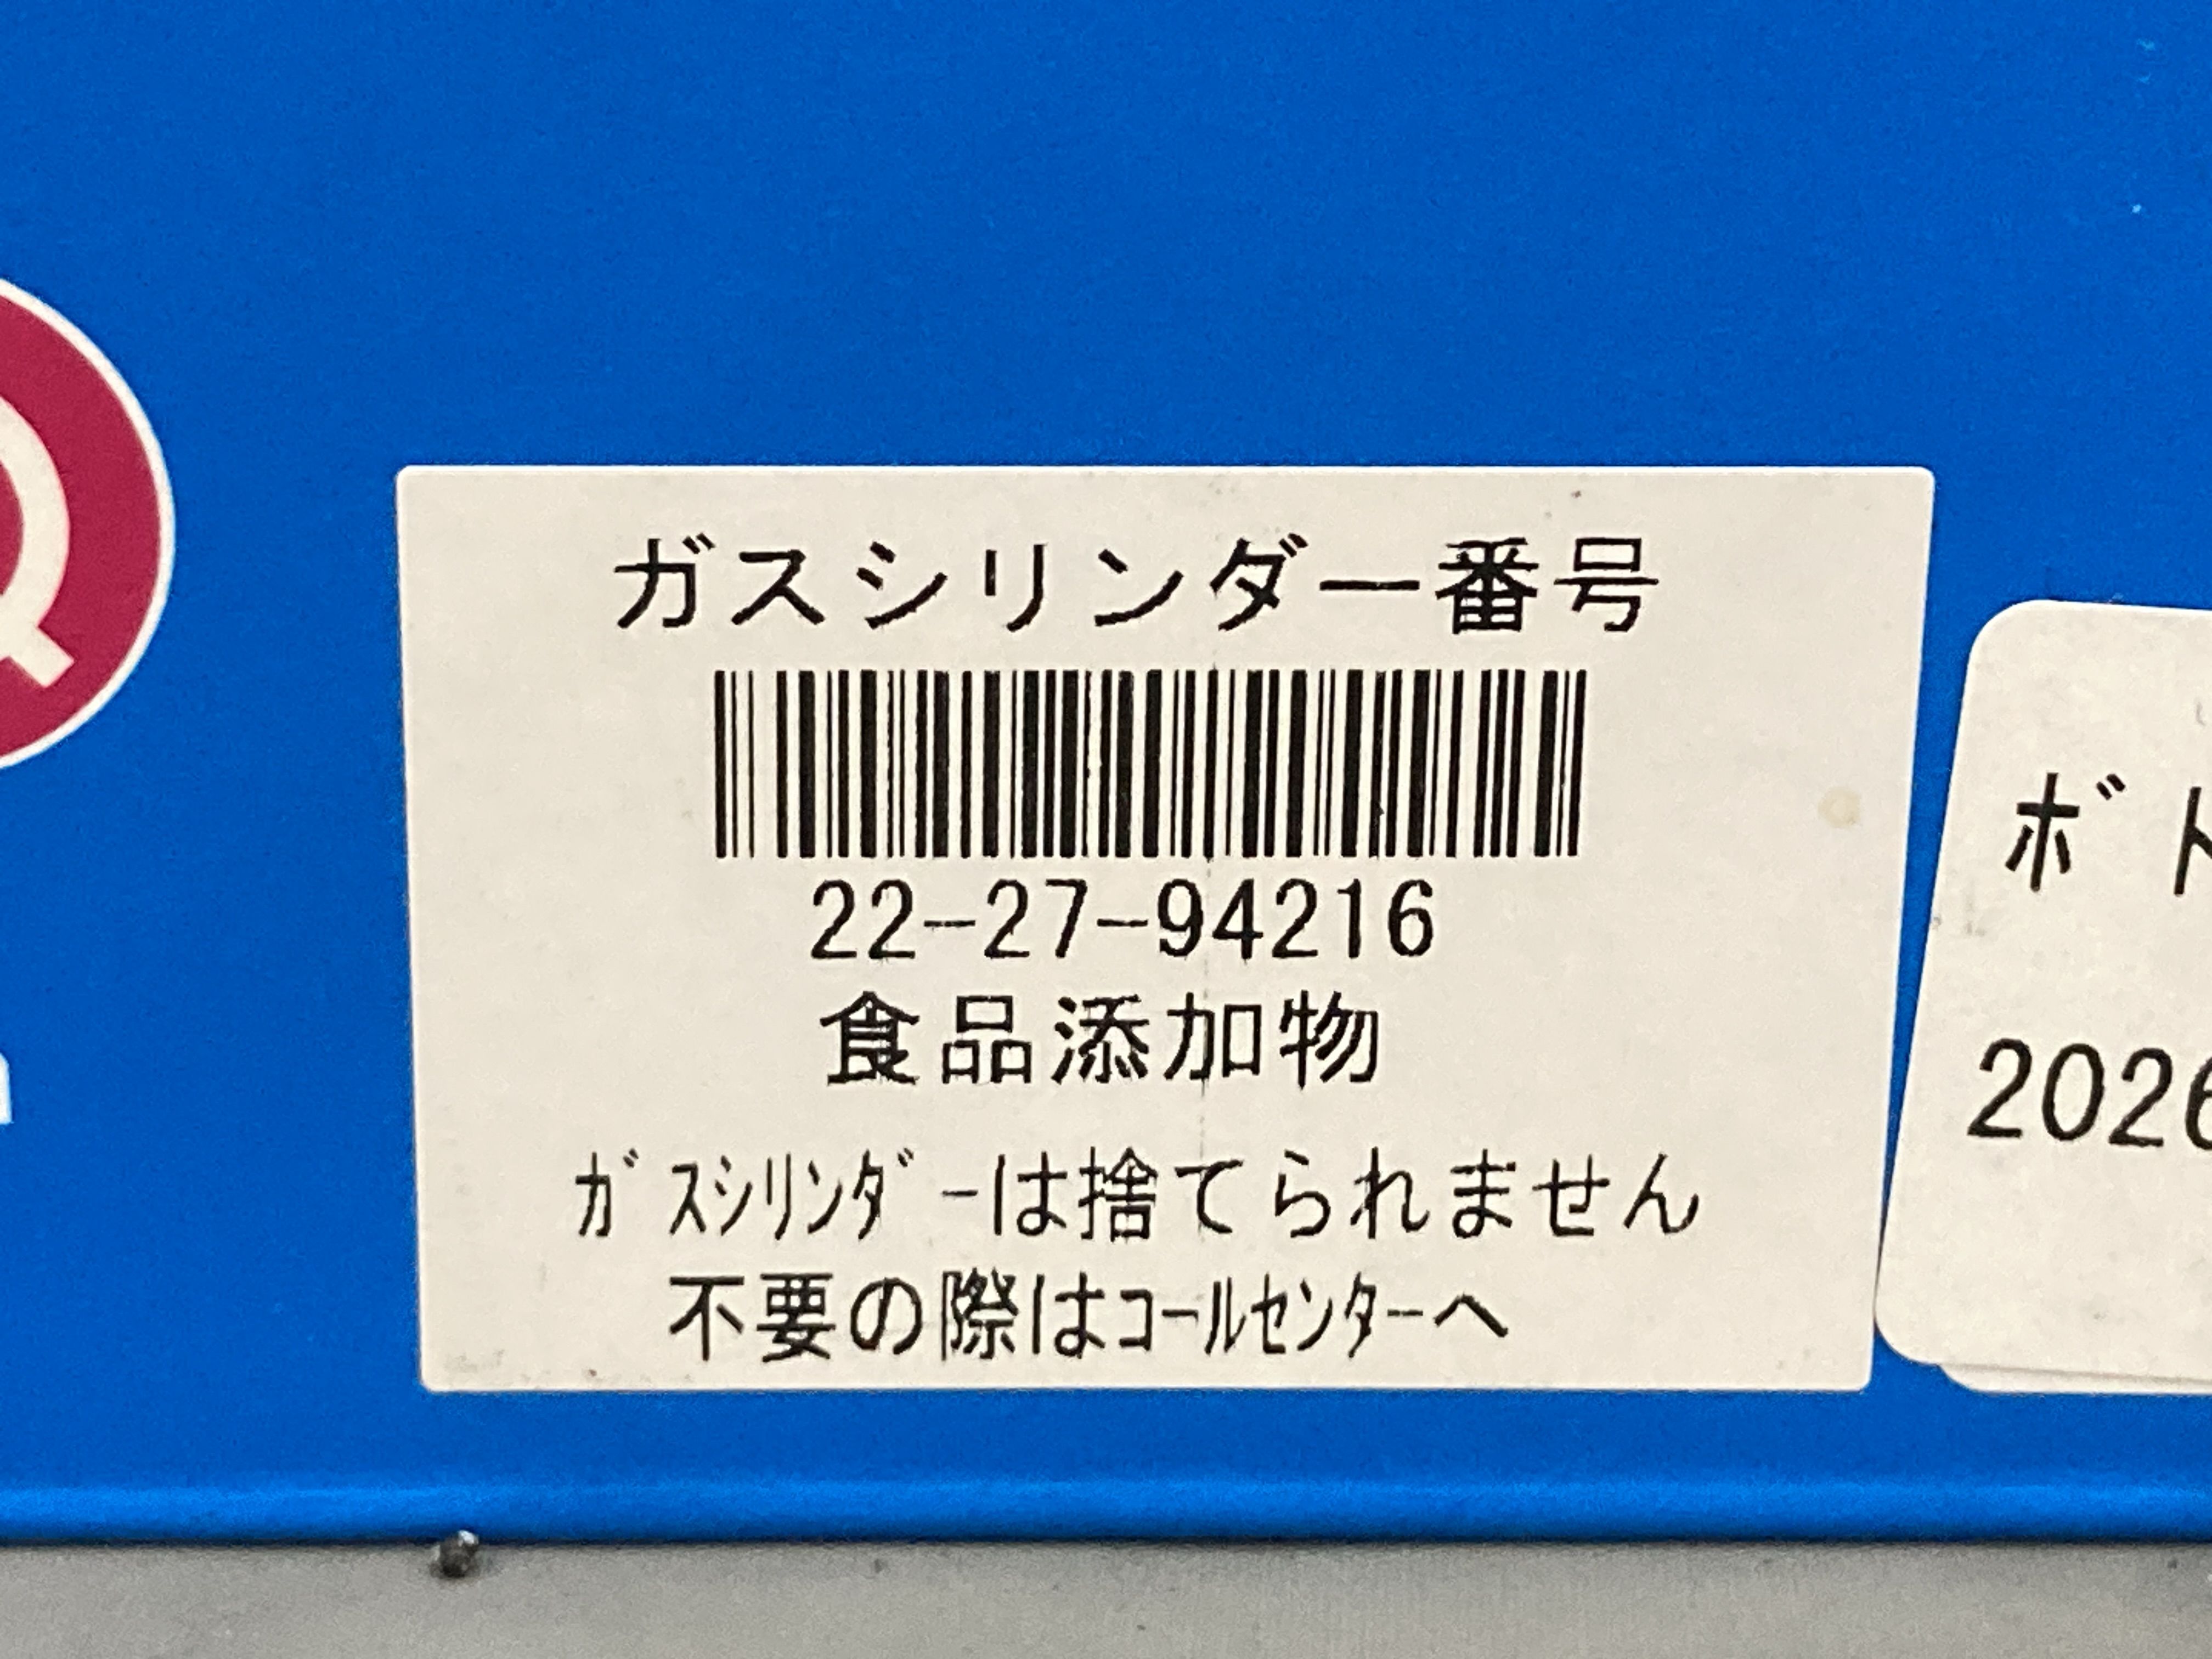 ガスシリンダー番号
22-27-94216
食品添加物
ｶﾞｽｼﾘﾝﾀﾞｰは捨てられません
不要の際はｺｰﾙｾﾝﾀｰへ
ﾎﾞﾄ
2026
Q